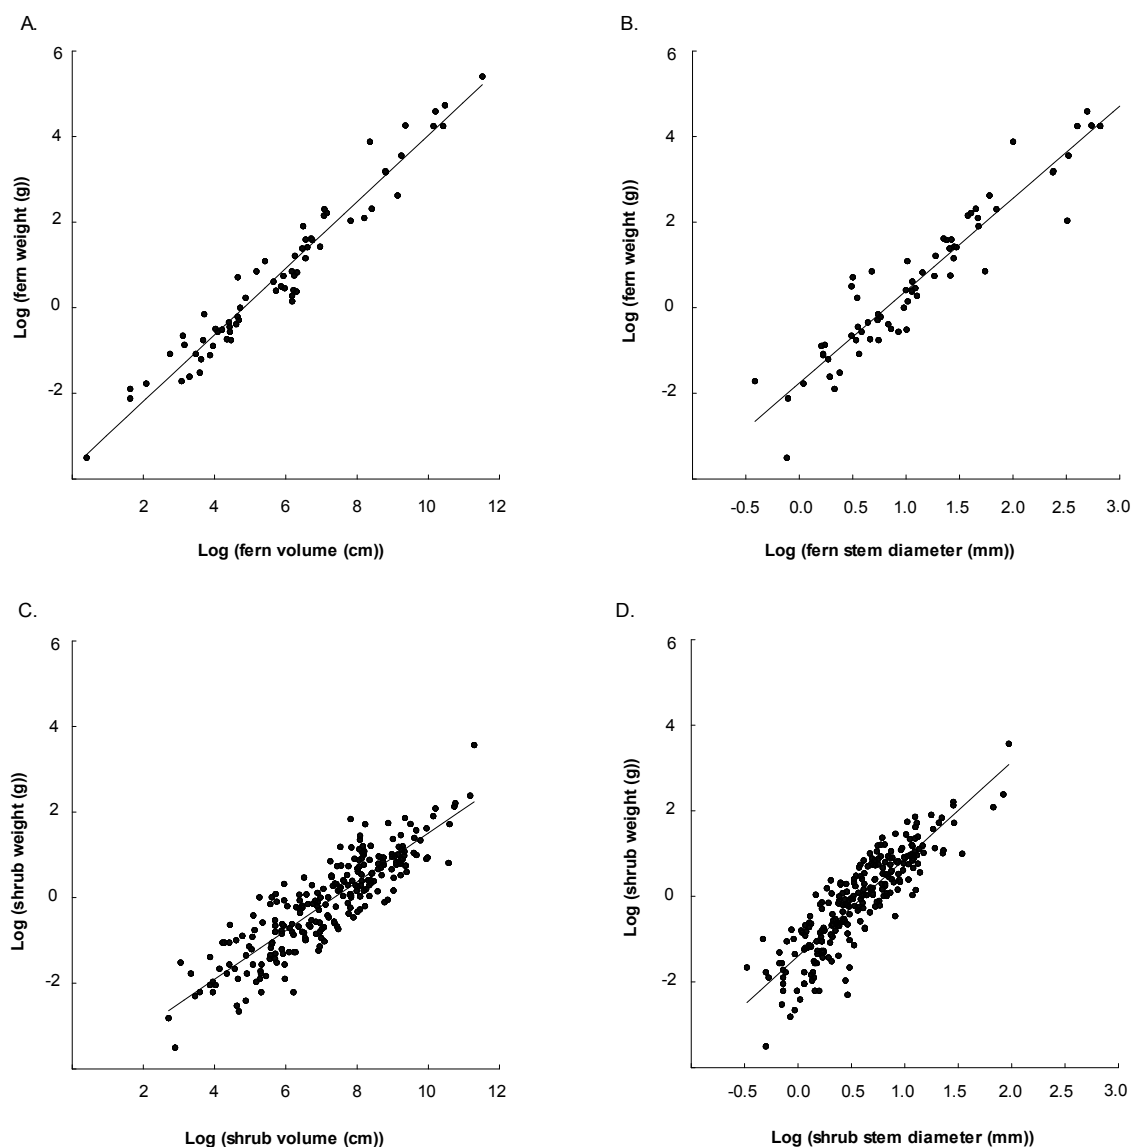 A.
6
4
2
0
-2
Log (fern weight (g))
2 4 6 8 10 12
Log (fern volume (cm))
B.
6
4
2
0
-2
Log (fern weight (g))
-0.5 0.0 0.5 1.0 1.5 2.0 2.5 3.0
Log (fern stem diameter (mm))
C.
6
4
2
0
-2
Log (shrub weight (g))
2 4 6 8 10 12
Log (shrub volume (cm))
D.
6
4
2
0
-2
Log (shrub weight (g))
-0.5 0.0 0.5 1.0 1.5 2.0 2.5 3.0
Log (shrub stem diameter (mm))